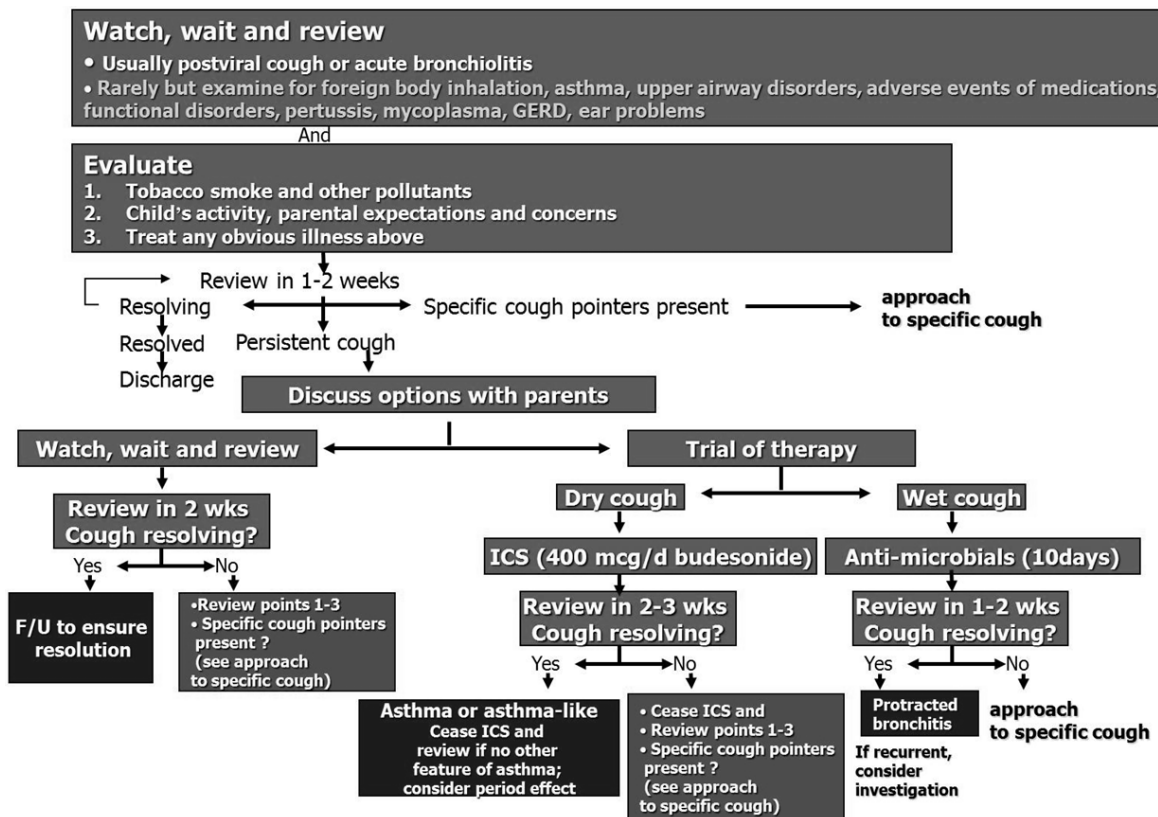 Watch, wait and review
• Usually postviral cough or acute bronchiolitis
• Rarely but examine for foreign body inhalation, asthma, upper airway disorders, adverse events of medications,
functional disorders, pertussis, mycoplasma, GERD, ear problems
And
Evaluate
1. Tobacco smoke and other pollutants
2. Child's activity, parental expectations and concerns
3. Treat any obvious illness above
Review in 1-2 weeks
Resolving
Specific cough pointers present
approach
to specific cough
Resolved
Persistent cough
Discharge
Discuss options with parents
Watch, wait and review
Trial of therapy
Review in 2 wks
Cough resolving?
Yes
No
F/U to ensure
resolution
•Review points 1-3
• Specific cough pointers
present ?
(see approach
to specific cough)
Dry cough
Wet cough
ICS (400 mcg/d budesonide)
Anti-microbials (10days)
Review in 2-3 wks
Cough resolving?
Review in 1-2 wks
Cough resolving?
Yes
No
Yes
No
Asthma or asthma-like
Cease ICS and
review if no other
feature of asthma;
consider period effect
• Cease ICS and
• Review points 1-3
• Specific cough pointers
present ?
(see approach
to specific cough)
Protracted
bronchitis
If recurrent,
consider
investigation
approach
to specific cough